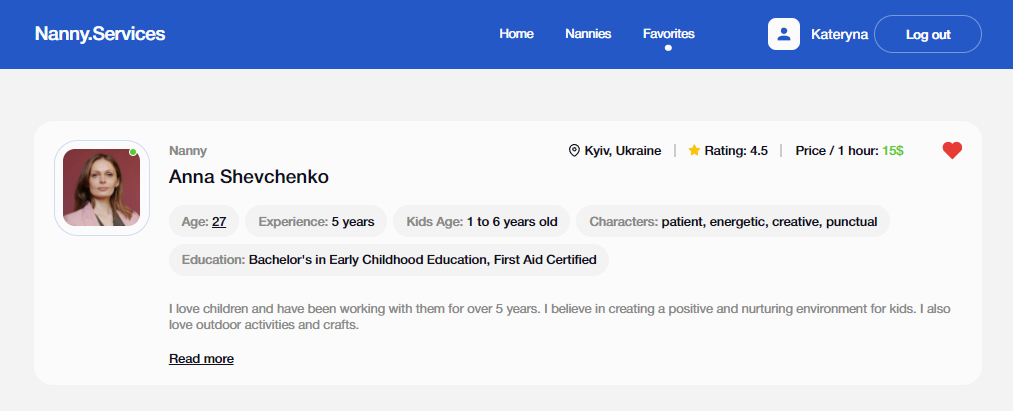 Nanny.Services Home Nannies Favorites Kateryna Log out
Nanny Kyiv, Ukraine | Rating: 4.5 | Price / 1 hour: 15$
Anna Shevchenko
Age: 27 Experience: 5 years Kids Age: 1 to 6 years old Characters: patient, energetic, creative, punctual
Education: Bachelor's in Early Childhood Education, First Aid Certified
I love children and have been working with them for over 5 years. I believe in creating a positive and nurturing environment for kids. I also
love outdoor activities and crafts.
Read more